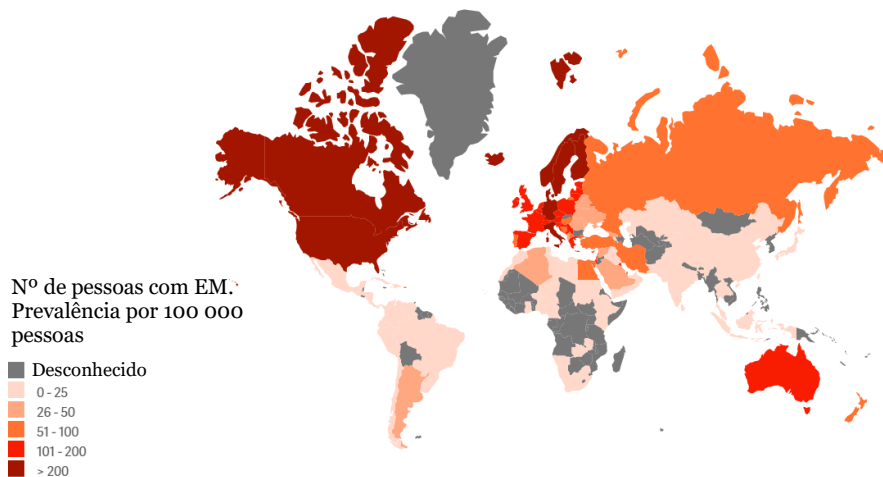 Nº de pessoas com EM.
Prevalência por 100 000
pessoas
Desconhecido
0 - 25
26 - 50
51 - 100
101 - 200
> 200